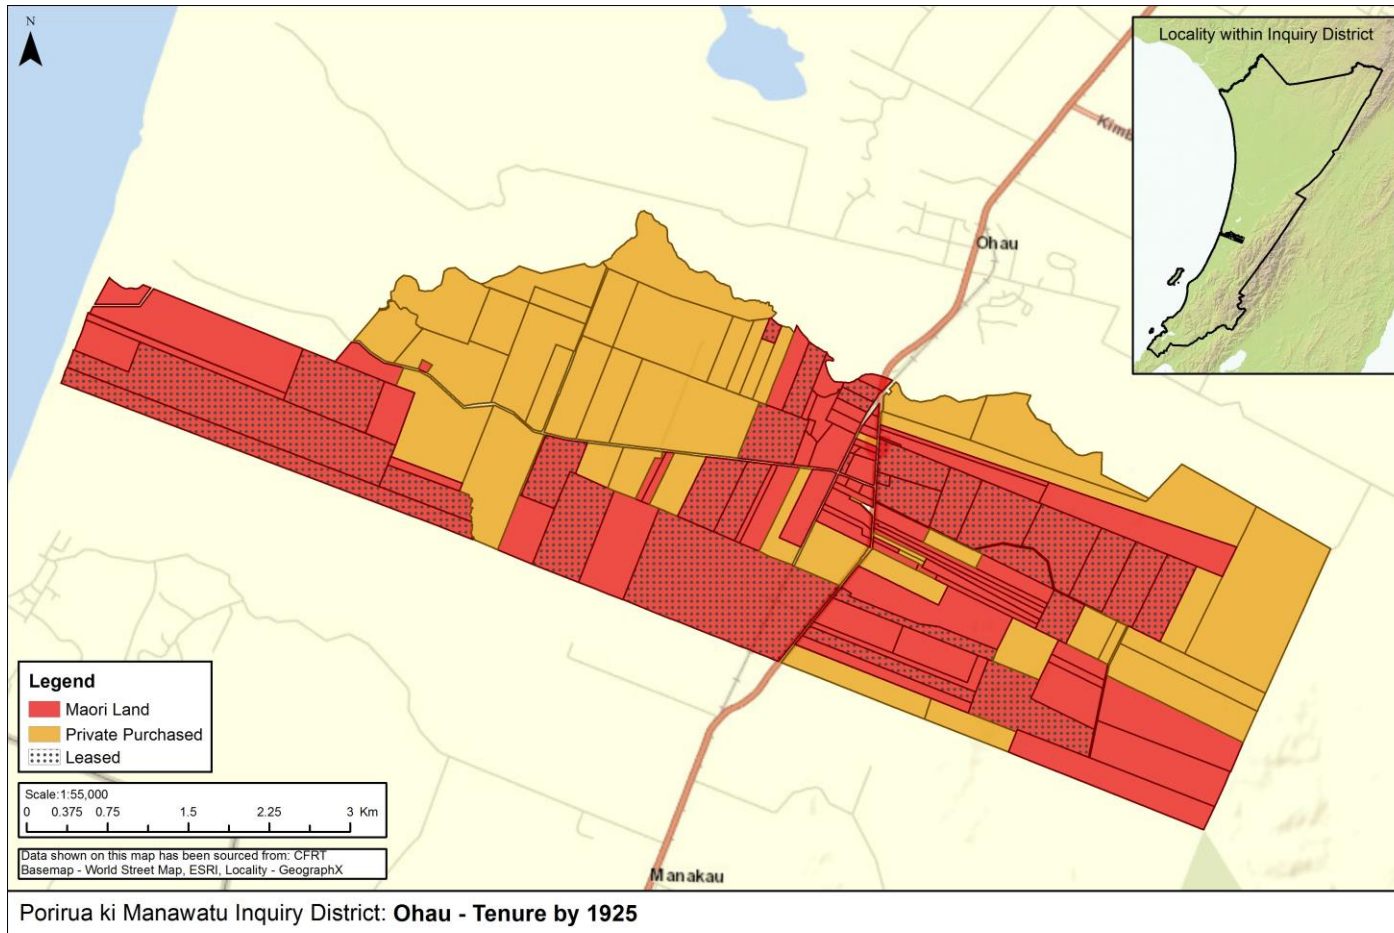 N
Locality within Inquiry District
Ohau
Legend
Maori Land
Private Purchased
Leased
Scale:1:55,000
0 0.375 0.75 1.5 2.25 3 Km
Data shown on this map has been sourced from: CFRT
Basemap - World Street Map, ESRI, Locality - GeographX
Manakau
Porirua ki Manawatu Inquiry District: Ohau - Tenure by 1925